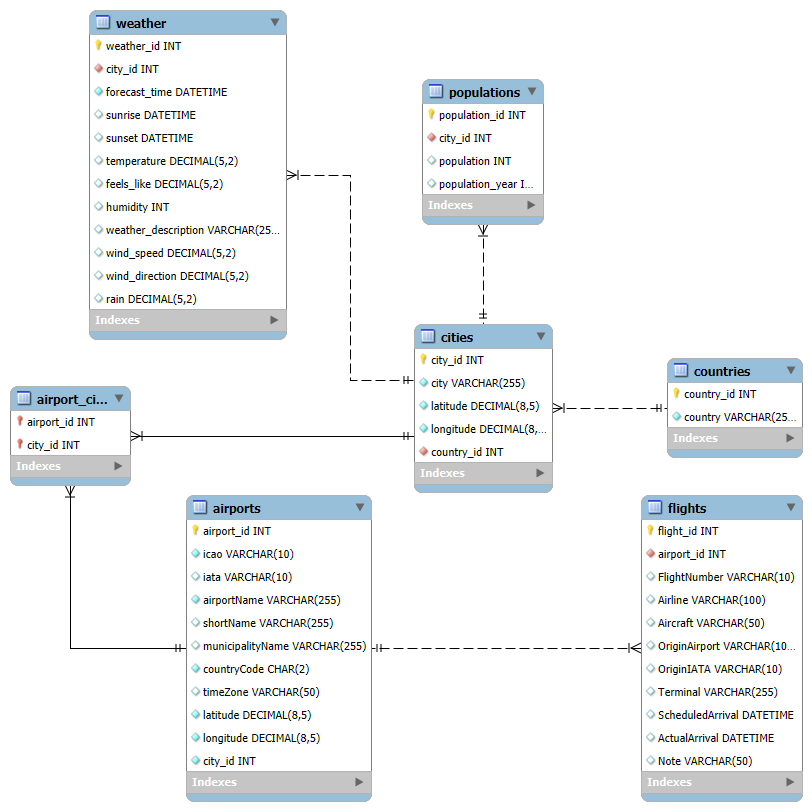 weather
weather_id INT
city_id INT
forecast_time DATETIME
sunrise DATETIME
sunset DATETIME
temperature DECIMAL(5,2)
feels_like DECIMAL(5,2)
humidity INT
weather_description VARCHAR(25...
wind_speed DECIMAL(5,2)
wind_direction DECIMAL(5,2)
rain DECIMAL(5,2)
Indexes
populations
population_id INT
city_id INT
population INT
population_year I...
Indexes
cities
city_id INT
city VARCHAR(255)
latitude DECIMAL(8,5)
longitude DECIMAL(8,...
country_id INT
Indexes
countries
country_id INT
country VARCHAR(25...
Indexes
airport_ci...
airport_id INT
city_id INT
Indexes
airports
airport_id INT
icao VARCHAR(10)
iata VARCHAR(10)
airportName VARCHAR(255)
shortName VARCHAR(255)
municipalityName VARCHAR(255)
countryCode CHAR(2)
timeZone VARCHAR(50)
latitude DECIMAL(8,5)
longitude DECIMAL(8,5)
city_id INT
Indexes
flights
flight_id INT
airport_id INT
FlightNumber VARCHAR(10)
Airline VARCHAR(100)
Aircraft VARCHAR(50)
OriginAirport VARCHAR(10...
OriginIATA VARCHAR(10)
Terminal VARCHAR(255)
ScheduledArrival DATETIME
ActualArrival DATETIME
Note VARCHAR(50)
Indexes